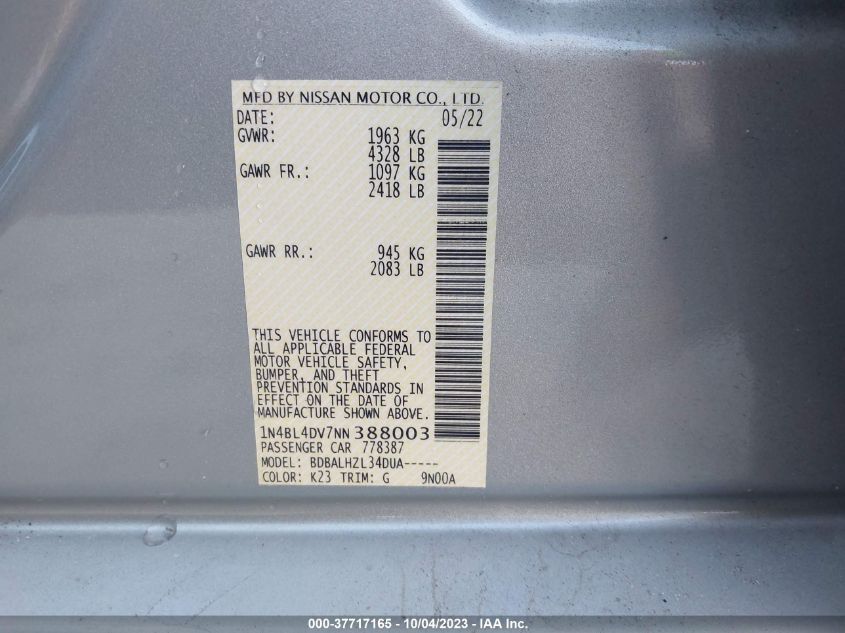 MFD BY NISSAN MOTOR CO., LTD.
DATE: 05/22
GVWR: 1963 KG
4328 LB
GAWR FR.: 1097 KG
2418 LB
GAWR RR.: 945 KG
2083 LB
THIS VEHICLE CONFORMS TO
ALL APPLICABLE FEDERAL
MOTOR VEHICLE SAFETY,
BUMPER, AND THEFT
PREVENTION STANDARDS IN
EFFECT ON THE DATE OF
MANUFACTURE SHOWN ABOVE.
1N4BL4DV7NN388003
PASSENGER CAR 778387
MODEL: BDBALHZL34DUA-----
COLOR: K23 TRIM: G 9N00A
000-37717165 - 10/04/2023 - IAA Inc.